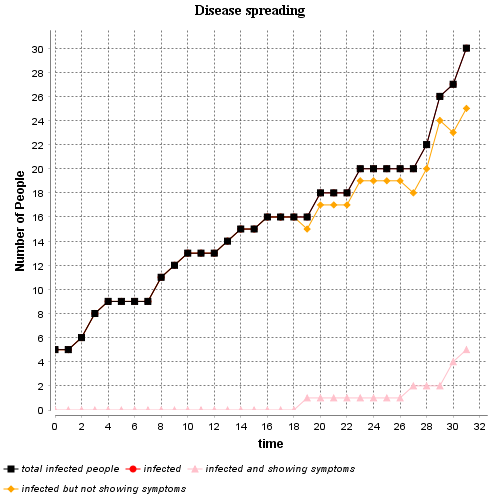 Disease spreading
Number of People
30
28
26
24
22
20
18
16
14
12
10
8
6
4
2
0
0 2 4 6 8 10 12 14 16 18 20 22 24 26 28 30 32
time
total infected people infected infected and showing symptoms
infected but not showing symptoms